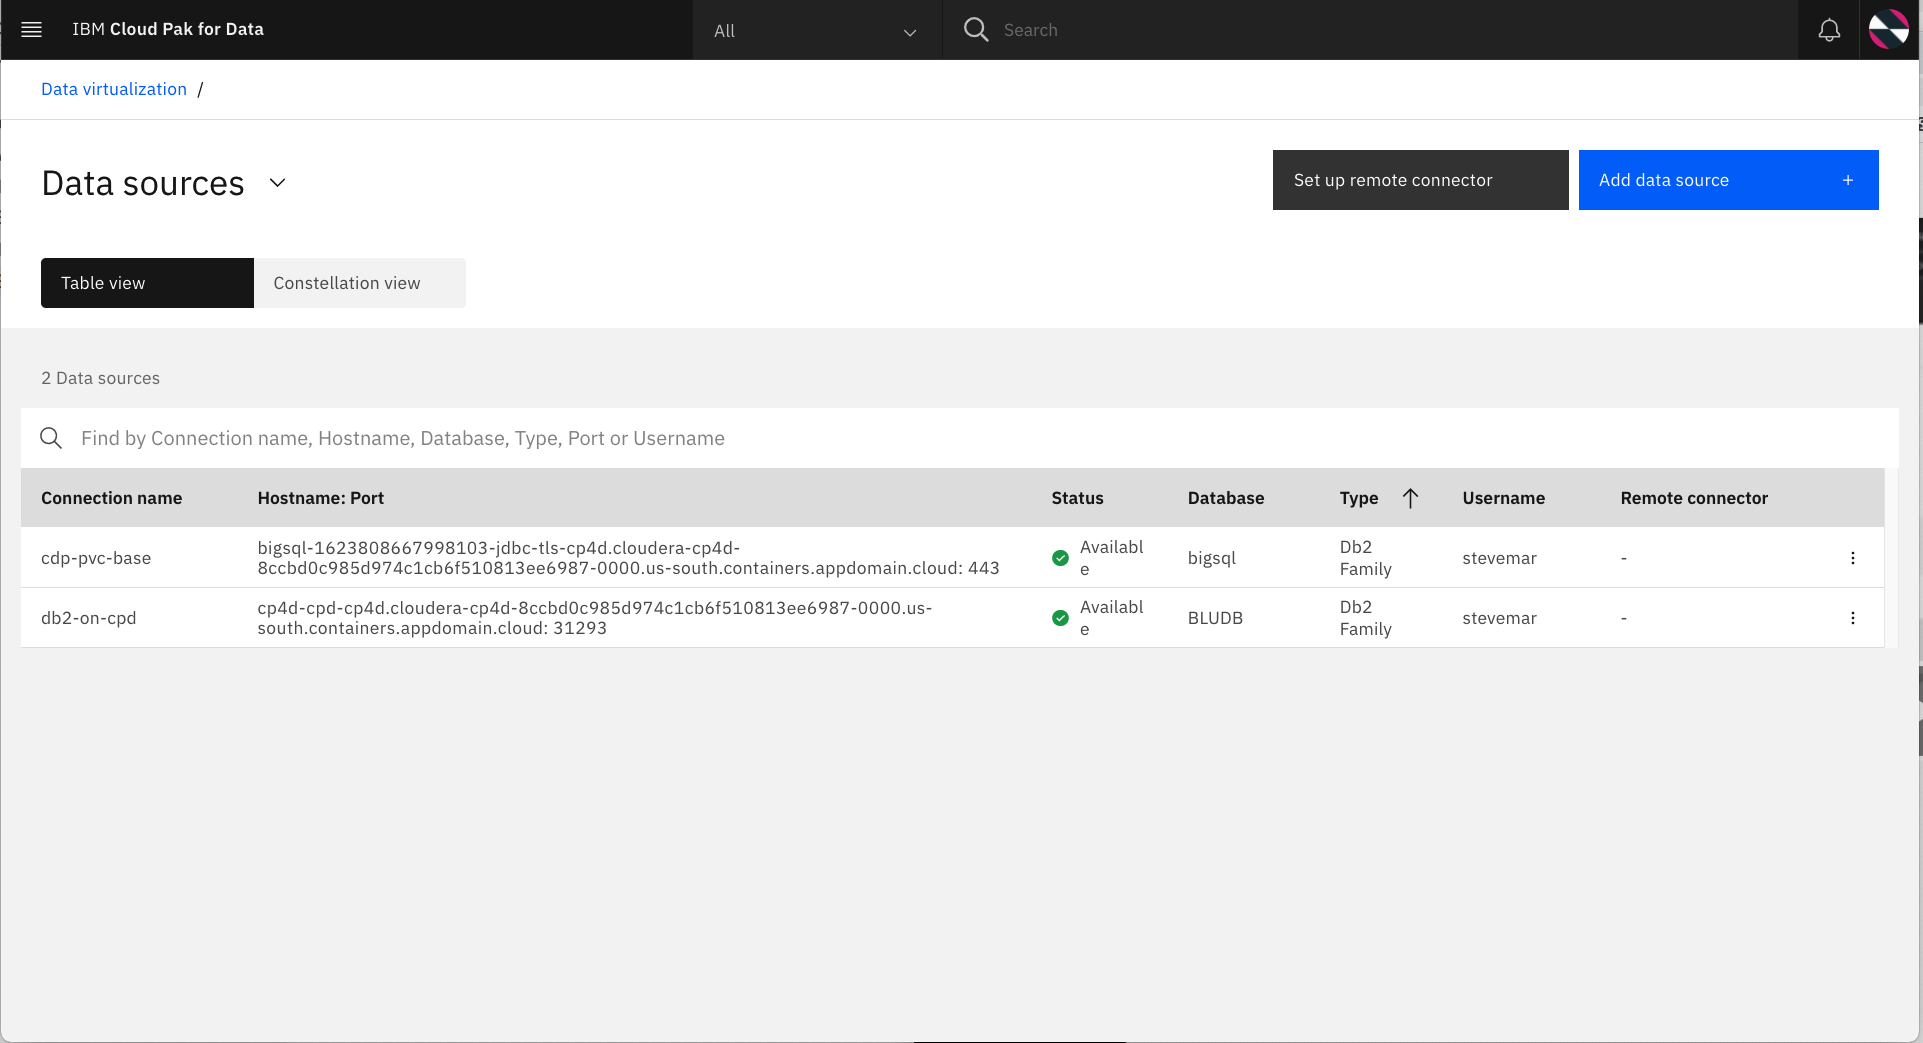 IBM Cloud Pak for Data
All
Search
Data virtualization /
Data sources
Set up remote connector
Add data source +
Table view
Constellation view
2 Data sources
Find by Connection name, Hostname, Database, Type, Port or Username
Connection name Hostname: Port Status Database Type Username Remote connector
cdp-pvc-base
bigsql-1623808667998103-jdbc-tls-cp4d.cloudera-cp4d-
8ccbd0c985d974c1cb6f510813ee6987-0000.us-south.containers.appdomain.cloud: 443
Availabl
e
bigsql
Db2
Family
stevemar
-
db2-on-cpd
cp4d-cpd-cp4d.cloudera-cp4d-8ccbd0c985d974c1cb6f510813ee6987-0000.us-
south.containers.appdomain.cloud: 31293
Availabl
e
BLUDB
Db2
Family
stevemar
-